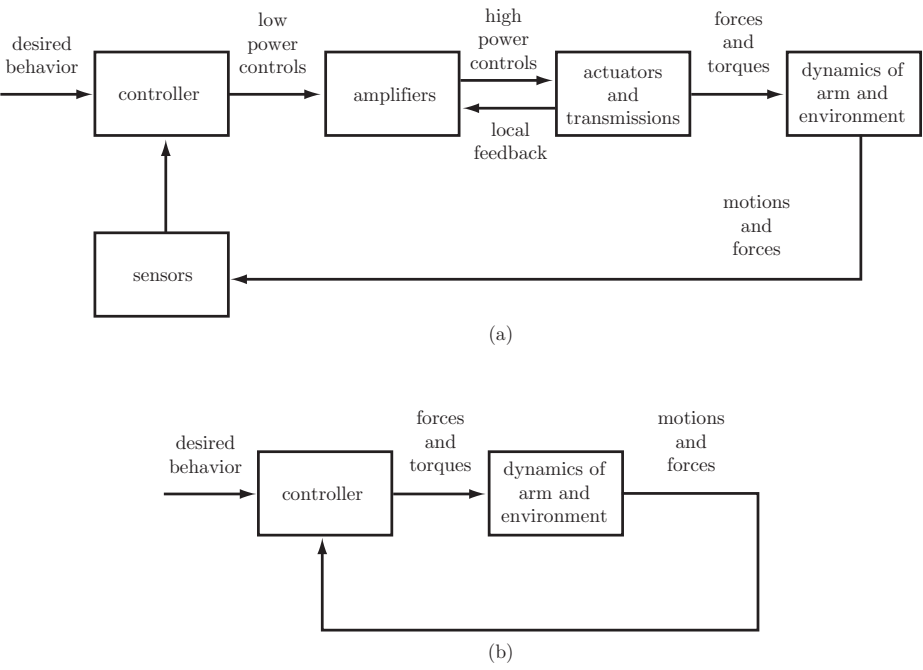 desired
behavior
controller
low
power
controls
amplifiers
high
power
controls
local
feedback
actuators
and
transmissions
forces
and
torques
dynamics of
arm and
environment
motions
and
forces
sensors
(a)
desired
behavior
controller
forces
and
torques
dynamics of
arm and
environment
motions
and
forces
(b)